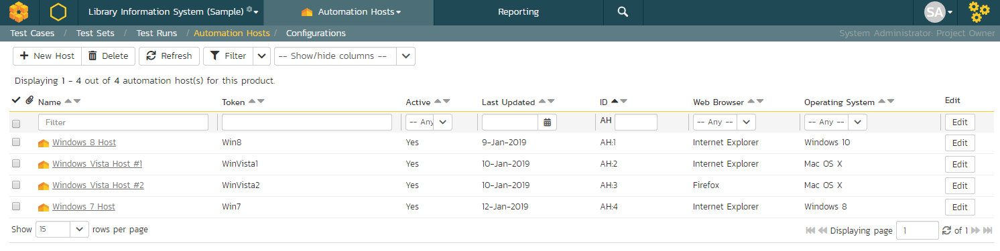 Library Information System (Sample) Automation Hosts Reporting SA
Test Cases / Test Sets / Test Runs / Automation Hosts / Configurations System Administrator: Project Owner
New Host Delete Refresh Filter -- Show/hide columns --
Displaying 1 - 4 out of 4 automation host(s) for this product.
Name Token Active Last Updated ID Web Browser Operating System Edit
Filter -- Any AH -- Any -- -- Any -- Edit
Windows 8 Host Win8 Yes 9-Jan-2019 AH:1 Internet Explorer Windows 10 Edit
Windows Vista Host #1 WinVista1 Yes 10-Jan-2019 AH:2 Internet Explorer Mac OS X Edit
Windows Vista Host #2 WinVista2 Yes 10-Jan-2019 AH:3 Firefox Mac OS X Edit
Windows 7 Host Win7 Yes 12-Jan-2019 AH:4 Internet Explorer Windows 8 Edit
Show 15 rows per page Displaying page 1 of 1